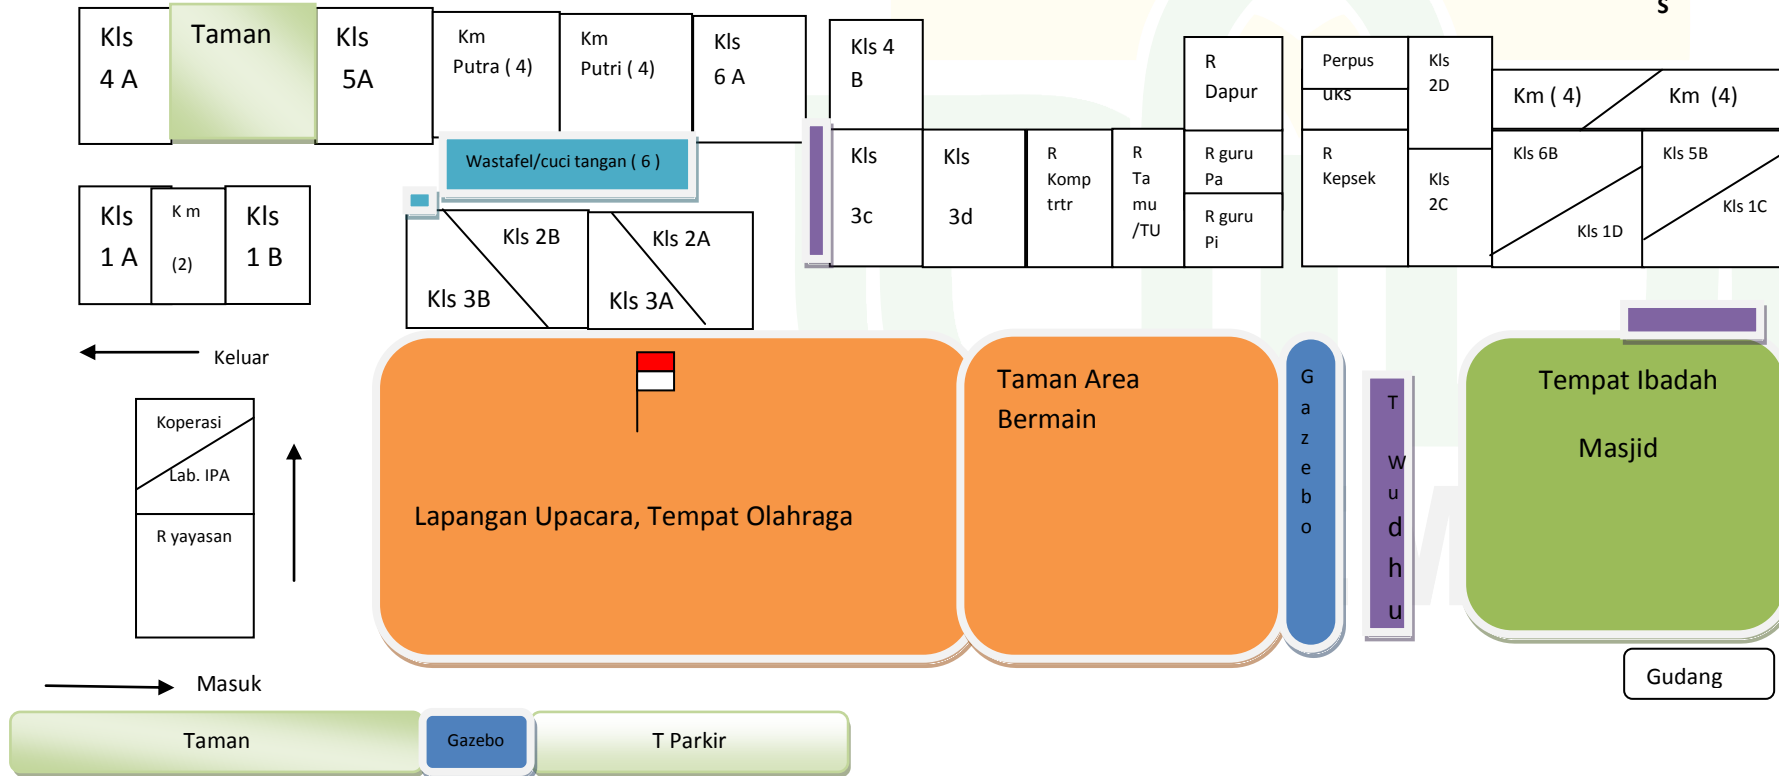 s
Kls
4 A
Taman
Kls
5A
Km
Putra ( 4)
Km
Putri ( 4)
Kls
6 A
Kls 4
B
R
Dapur
Perpus
uks
Kls
2D
Km ( 4)
Km (4)
Wastafel/cuci tangan ( 6 )
Kls
3c
Kls
3d
R
Komp
trtr
R
Ta
mu
/TU
R guru
Pa
R guru
Pi
R
Kepsek
Kls
2C
Kls 6B
Kls 1D
Kls 5B
Kls 1C
Kls
1 A
K m
(2)
Kls
1 B
Kls 2B
Kls 3B
Kls 2A
Kls 3A
Keluar
Koperasi
Lab. IPA
R yayasan
Lapangan Upacara, Tempat Olahraga
Taman Area
Bermain
G
a
z
e
b
o
T
W
u
d
h
u
Tempat Ibadah
Masjid
Gudang
Masuk
Taman
Gazebo
T Parkir